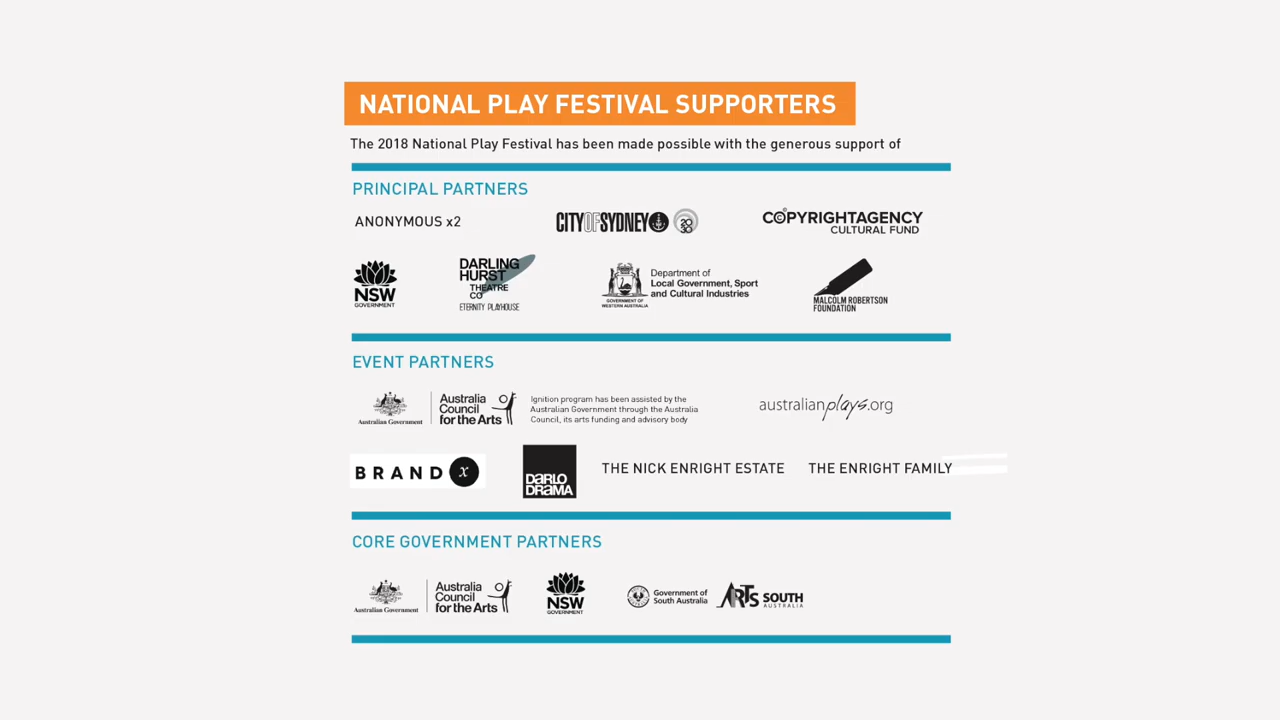 NATIONAL PLAY FESTIVAL SUPPORTERS
The 2018 National Play Festival has been made possible with the generous support of
PRINCIPAL PARTNERS
ANONYMOUS x2
CITYOFSYDNEY
2030
COPYRIGHTAGENCY
CULTURAL FUND
NSW
GOVERNMENT
DARLING
HURST
THEATRE
CO
ETERNITY PLAYHOUSE
GOVERNMENT OF
WESTERN AUSTRALIA
Department of
Local Government, Sport
and Cultural Industries
MALCOLM ROBERTSON
FOUNDATION
EVENT PARTNERS
Australian Government
Australia
Council
for the Arts
Ignition program has been assisted by the
Australian Government through the Australia
Council, its arts funding and advisory body
australianplays.org
BRAND x
DARLO
DRAMA
THE NICK ENRIGHT ESTATE
THE ENRIGHT FAMILY
CORE GOVERNMENT PARTNERS
Australian Government
Australia
Council
for the Arts
NSW
GOVERNMENT
Government of
South Australia
ARTS SOUTH
AUSTRALIA